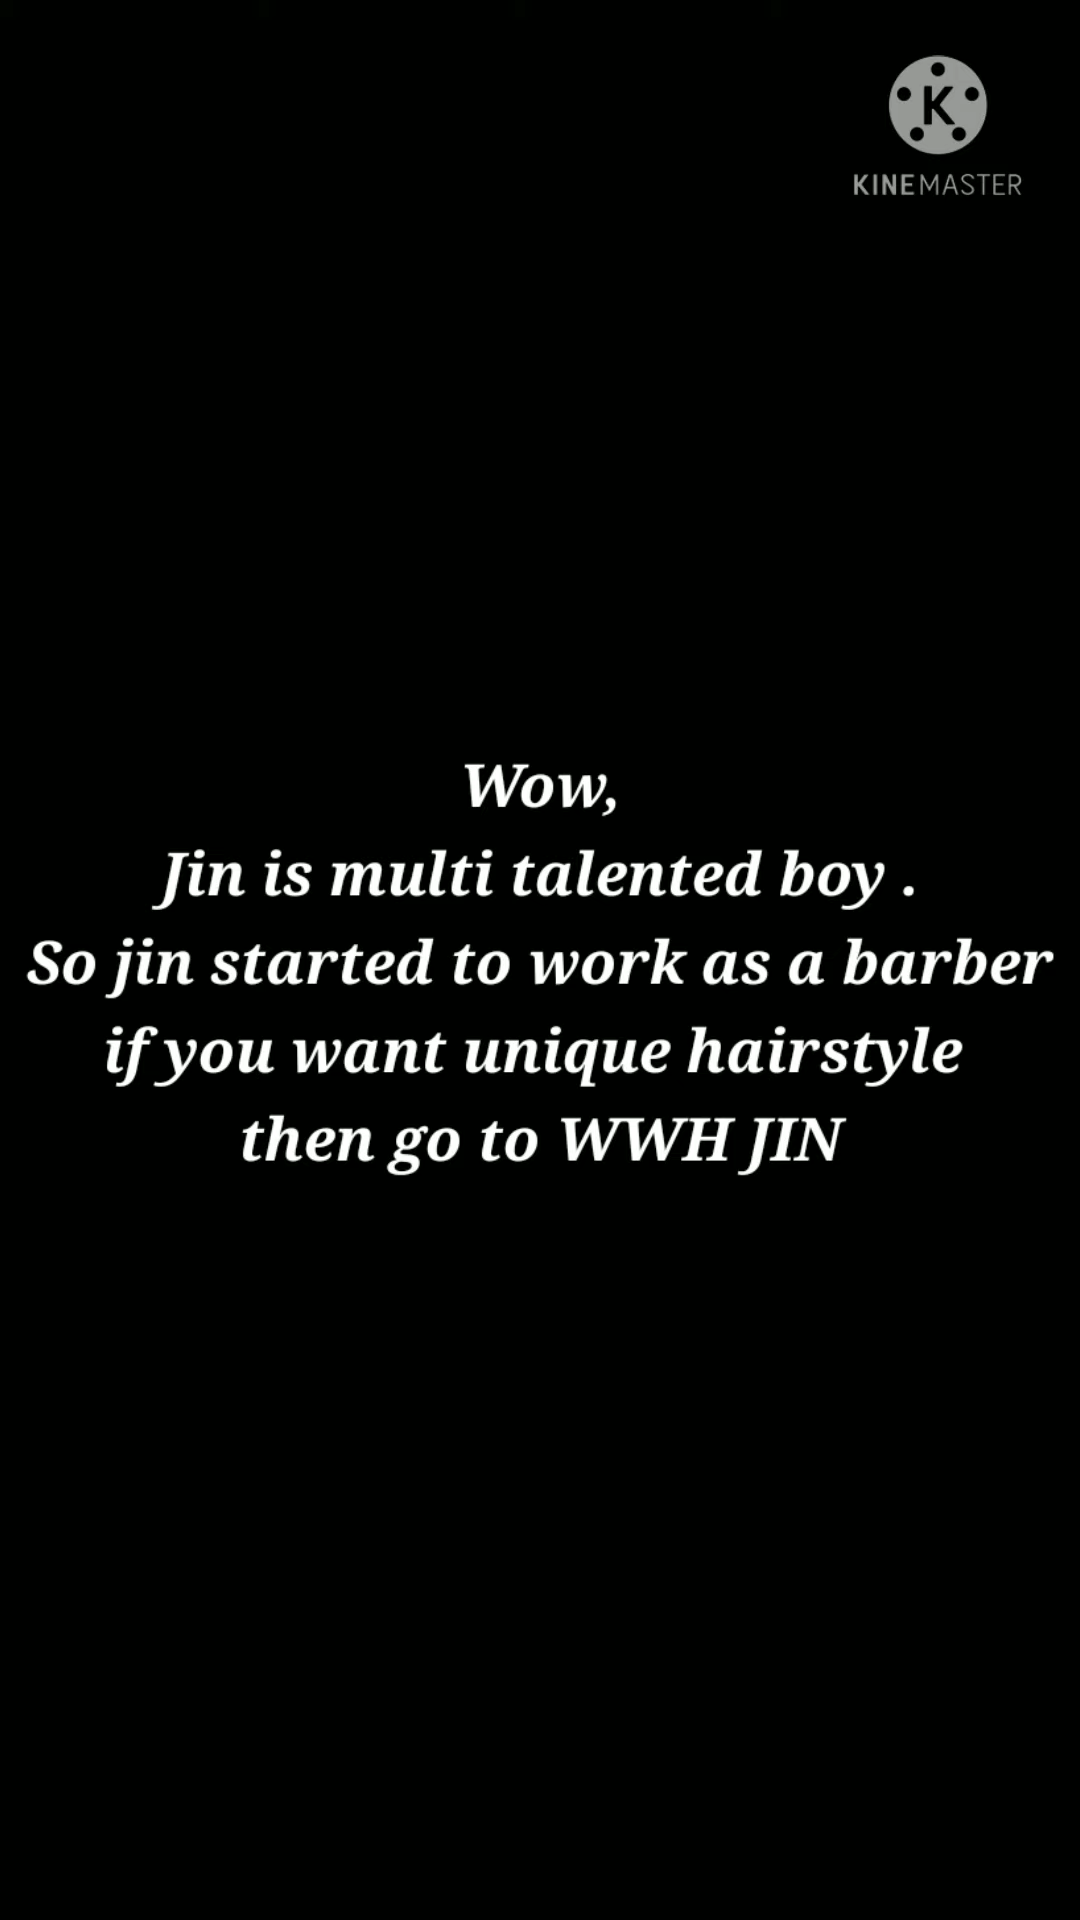 K
KINEMASTER
Wow,
Jin is multi talented boy .
So jin started to work as a barber
if you want unique hairstyle
then go to WWH JIN